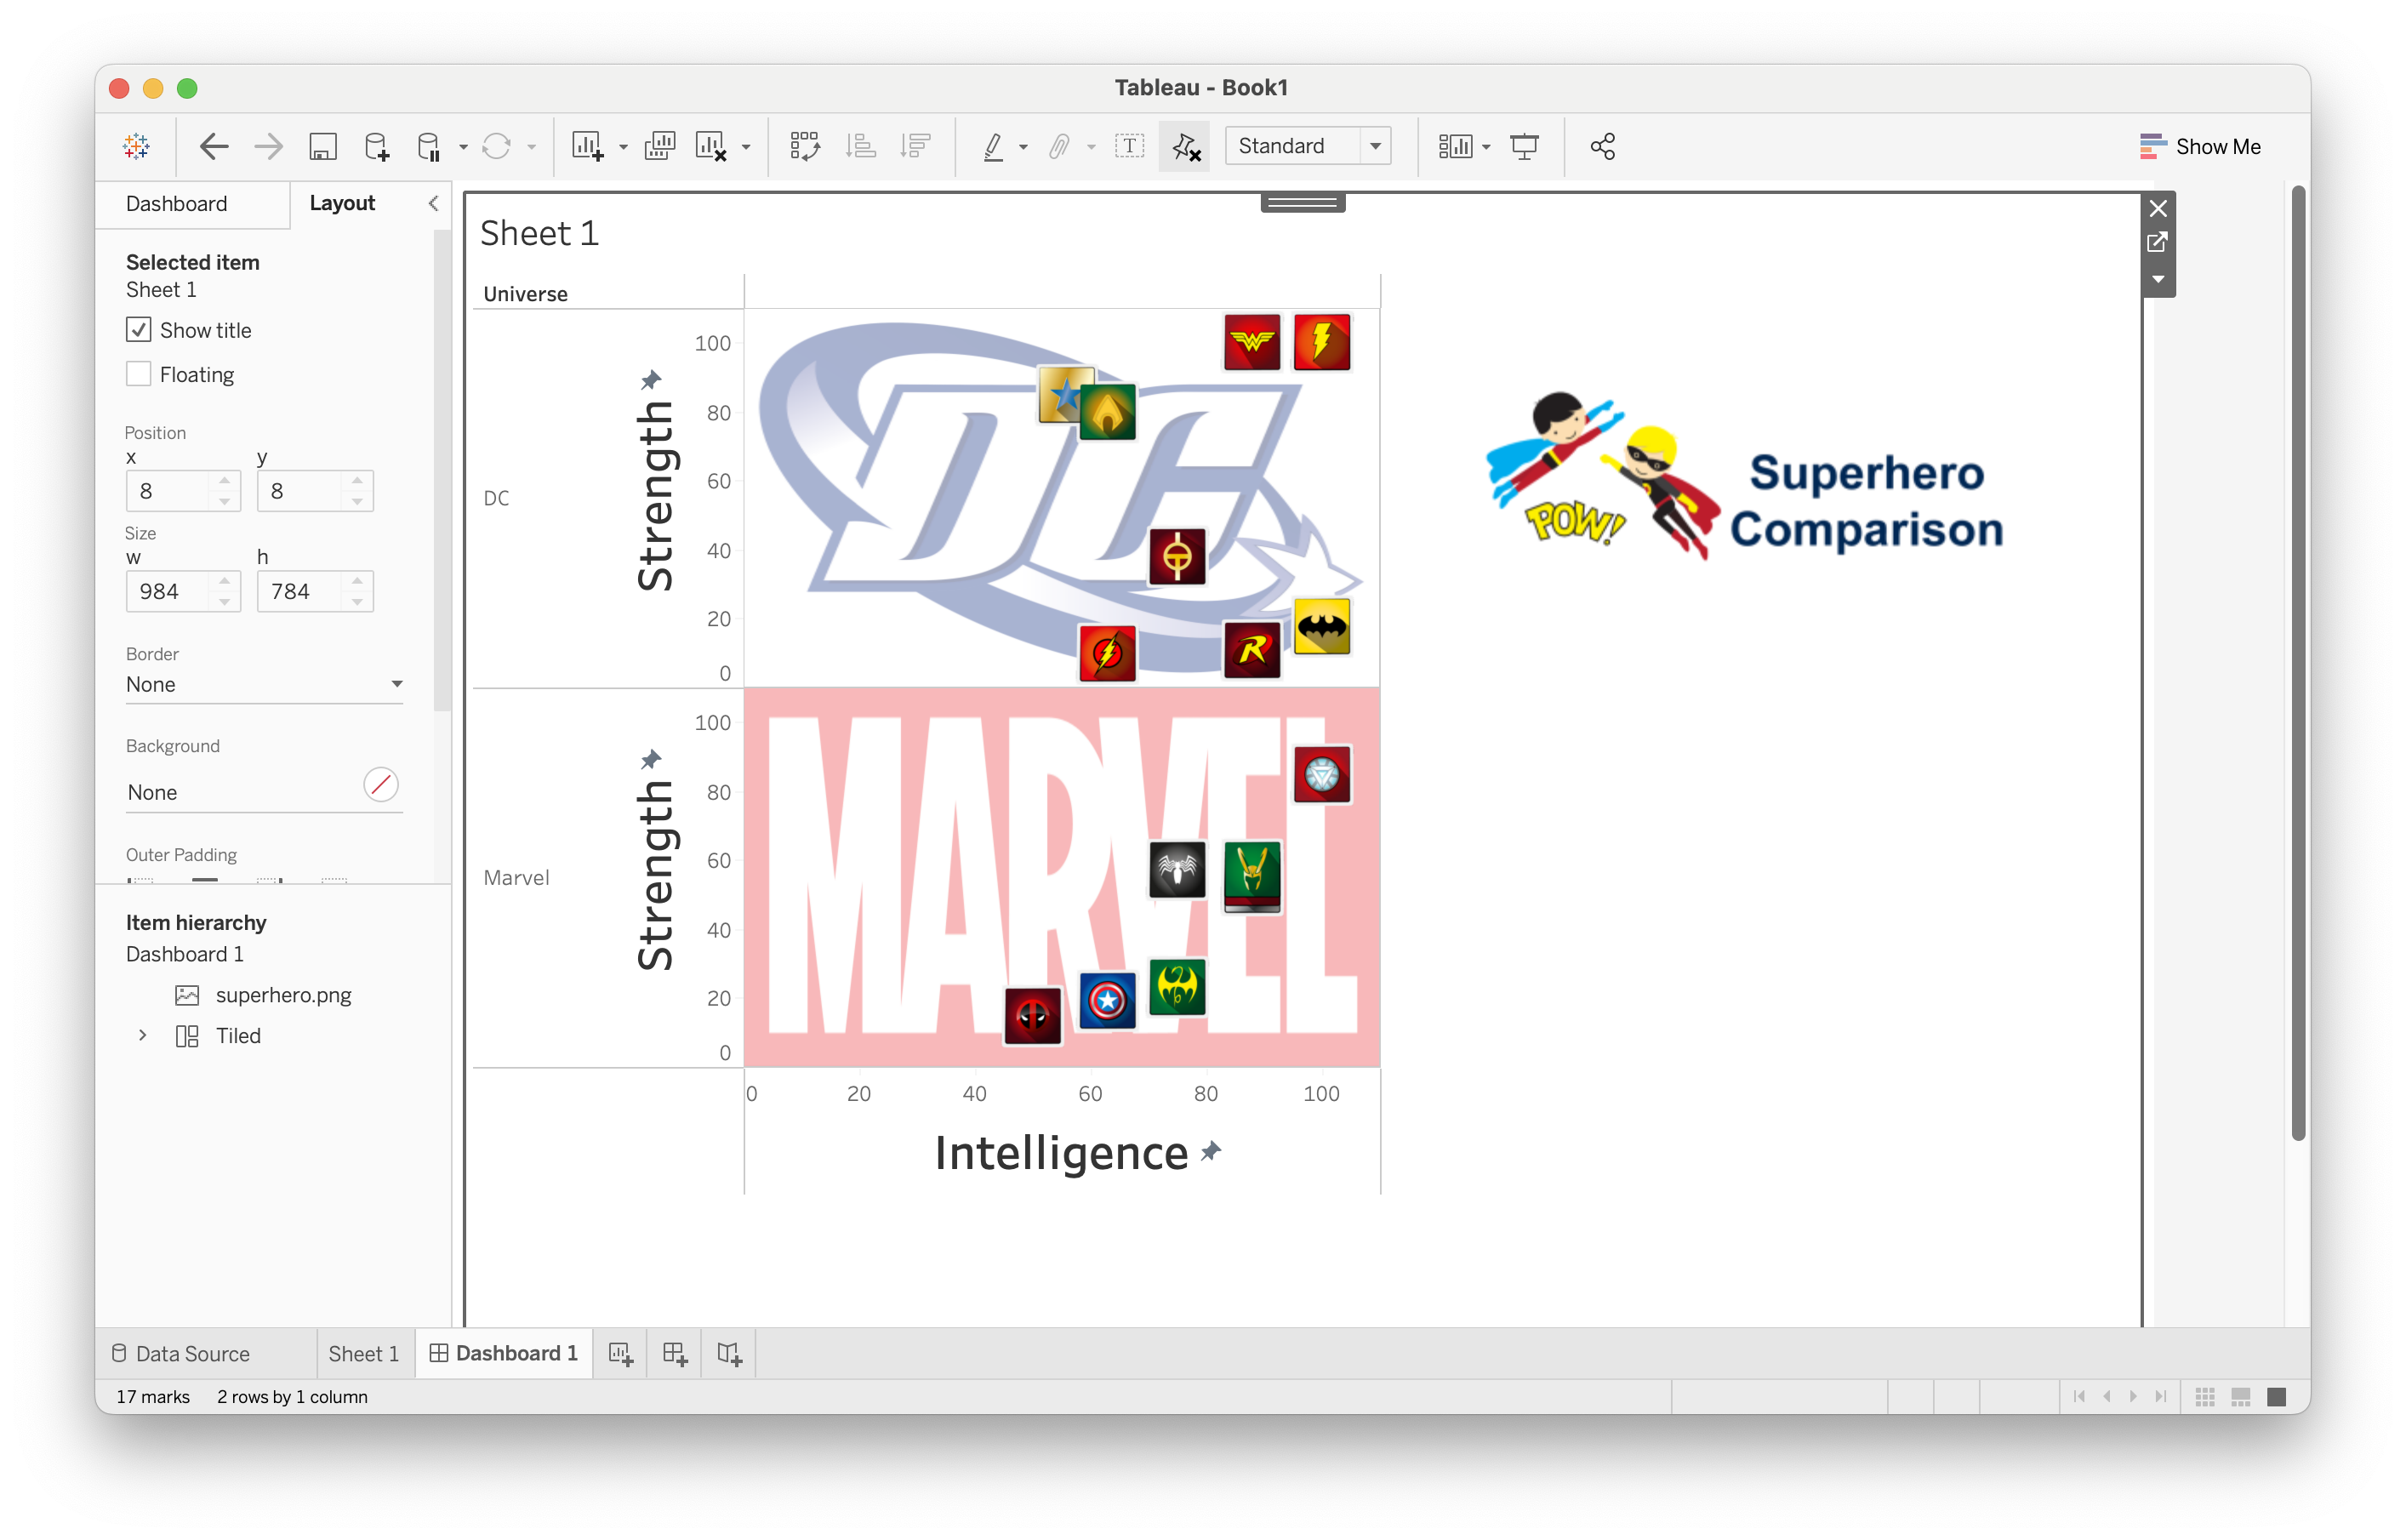 Tableau - Book1
Standard
Show Me
Dashboard
Layout
Selected item
Sheet 1
Show title
Floating
Position
x
y
8
8
Size
w
h
984
784
Border
None
Background
None
Outer Padding
Item hierarchy
Dashboard 1
superhero.png
Tiled
Sheet 1
Universe
DC
Strength
100
80
60
40
20
0
DC
R
POW!
Superhero
Comparison
Marvel
Strength
100
80
60
40
20
0
MARVEL
0
20
40
60
80
100
Intelligence
Data Source
Sheet 1
Dashboard 1
17 marks
2 rows by 1 column